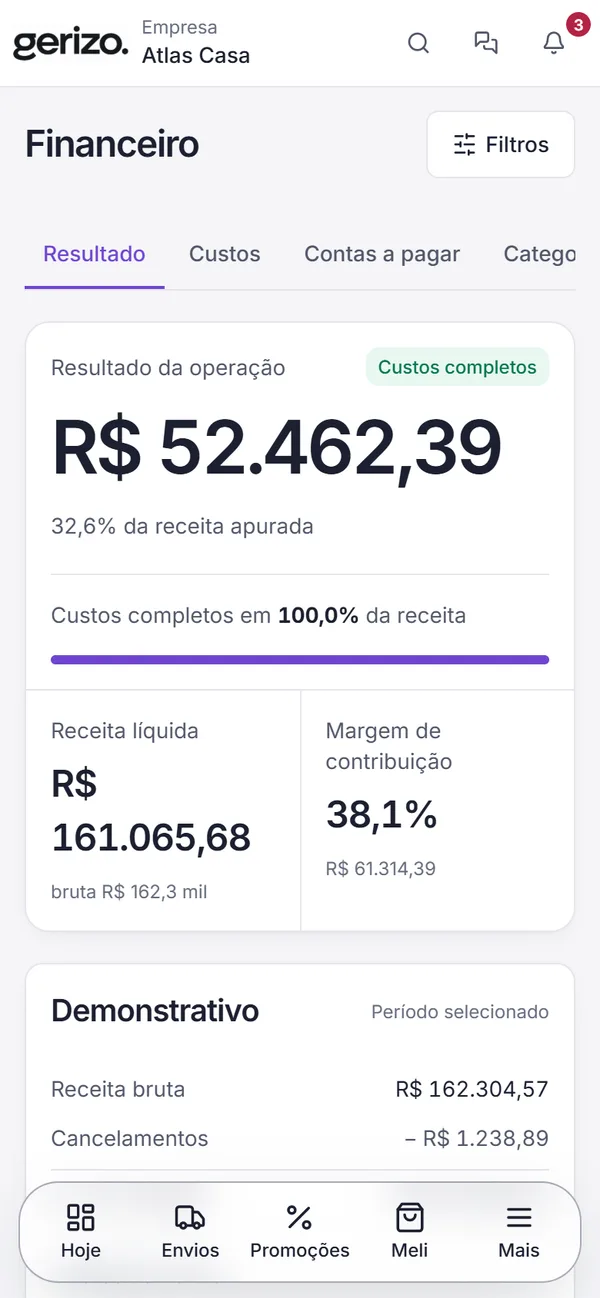 gerizo.
Empresa
Atlas Casa
3
Financeiro
Filtros
Resultado
Custos
Contas a pagar
Catego
Resultado da operação
Custos completos
R$ 52.462,39
32,6% da receita apurada
Custos completos em 100,0% da receita
Receita líquida
R$
161.065,68
bruta R$ 162,3 mil
Margem de
contribuição
38,1%
R$ 61.314,39
Demonstrativo
Período selecionado
Receita bruta
R$ 162.304,57
Cancelamentos
– R$ 1.238,89
Hoje
Envios
Promoções
Meli
Mais